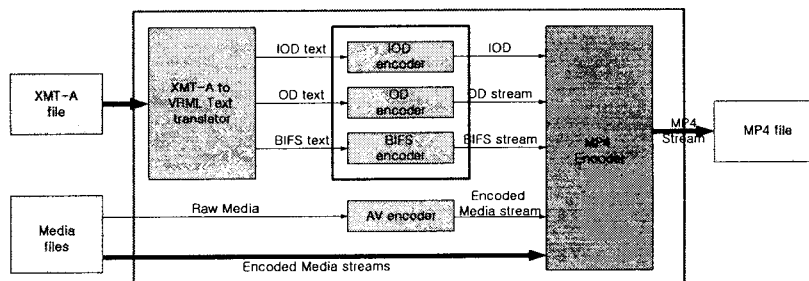 XMT-A
file
XMT-A to
VRML Text
translator
IOD text
OD text
BIFS text
IOD
encoder
OD
encoder
BIFS
encoder
IOD
OD stream
BIFS stream
MP4
Encoder
MP4
Stream
MP4 file
Media
files
Raw Media
AV encoder
Encoded
Media stream
Encoded Media streams